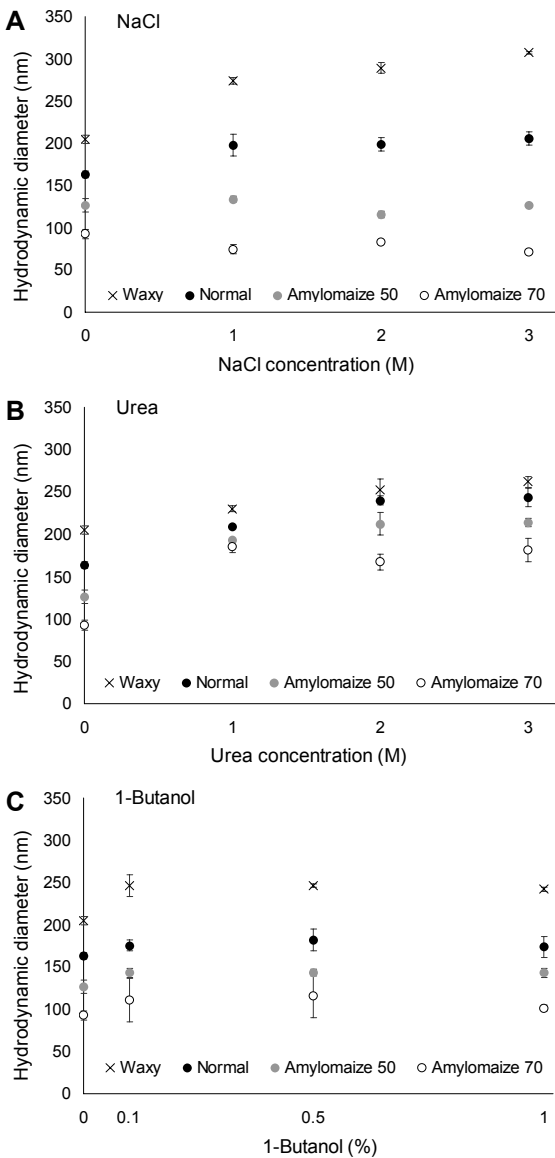 A
NaCl
Hydrodynamic diameter (nm)
350
300
250
200
150
100
50
0
Waxy Normal Amylomaize 50 Amylomaize 70
0 1 2 3
NaCl concentration (M)
B
Urea
Hydrodynamic diameter (nm)
350
300
250
200
150
100
50
0
Waxy Normal Amylomaize 50 Amylomaize 70
0 1 2 3
Urea concentration (M)
C
1-Butanol
Hydrodynamic diameter (nm)
350
300
250
200
150
100
50
0
Waxy Normal Amylomaize 50 Amylomaize 70
0 0.1 0.5 1
1-Butanol (%)